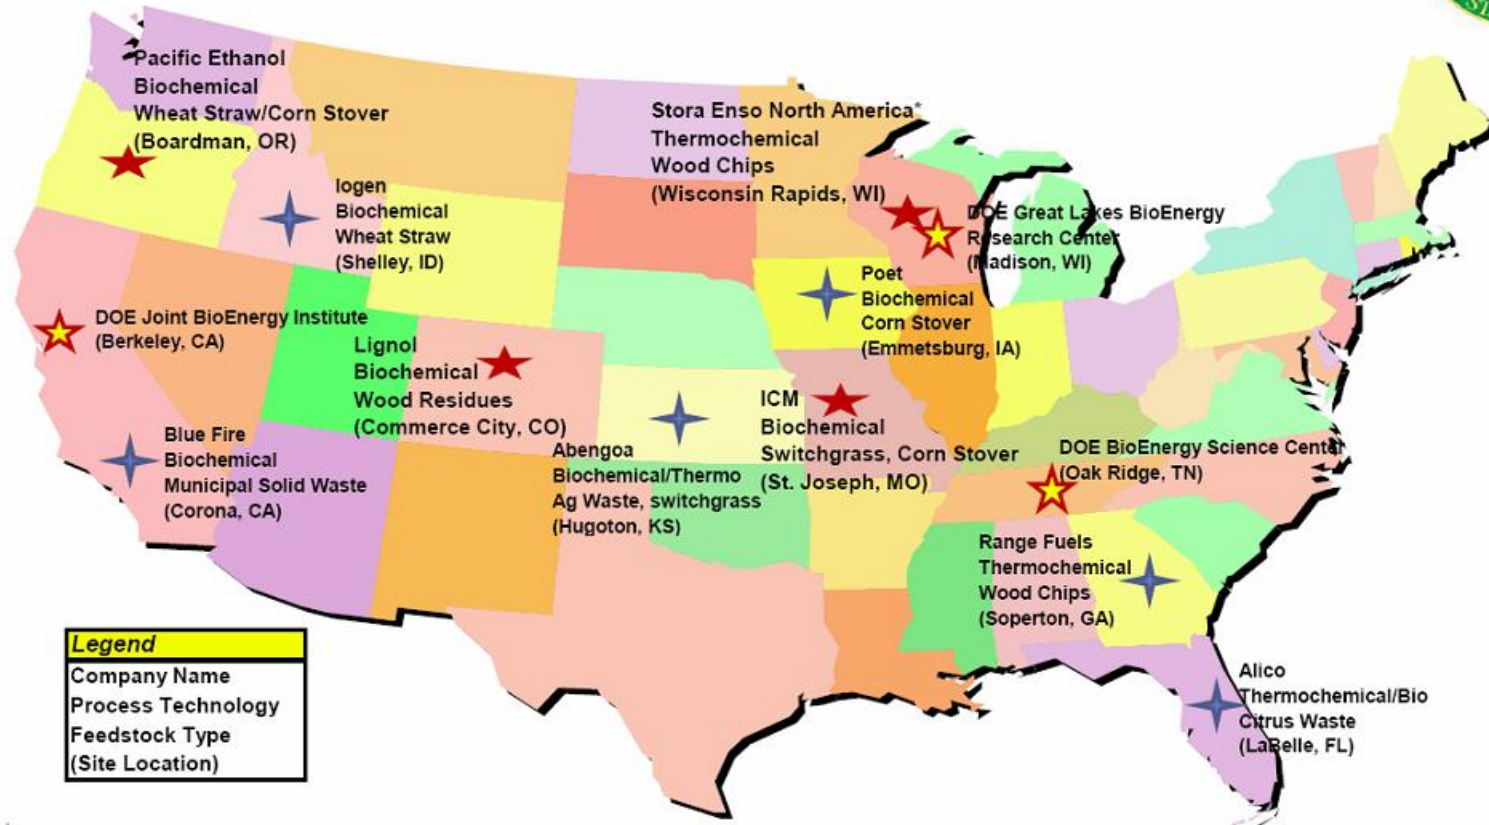 Pacific Ethanol
Biochemical
Wheat Straw/Corn Stover
(Boardman, OR)
Stora Enso North America*
Thermochemical
Wood Chips
(Wisconsin Rapids, WI)
Iogen
Biochemical
Wheat Straw
(Shelley, ID)
DOE Great Lakes BioEnergy
Research Center
(Madison, WI)
Poet
Biochemical
Corn Stover
(Emmetsburg, IA)
DOE Joint BioEnergy Institute
(Berkeley, CA)
Lignol
Biochemical
Wood Residues
(Commerce City, CO)
ICM
Biochemical
Switchgrass, Corn Stover
(St. Joseph, MO)
Blue Fire
Biochemical
Municipal Solid Waste
(Corona, CA)
Abengoa
Biochemical/Thermo
Ag Waste, switchgrass
(Hugoton, KS)
DOE BioEnergy Science Center
(Oak Ridge, TN)
Range Fuels
Thermochemical
Wood Chips
(Soperton, GA)
Alico
Thermochemical/Bio
Citrus Waste
(LaBelle, FL)
Legend
Company Name
Process Technology
Feedstock Type
(Site Location)